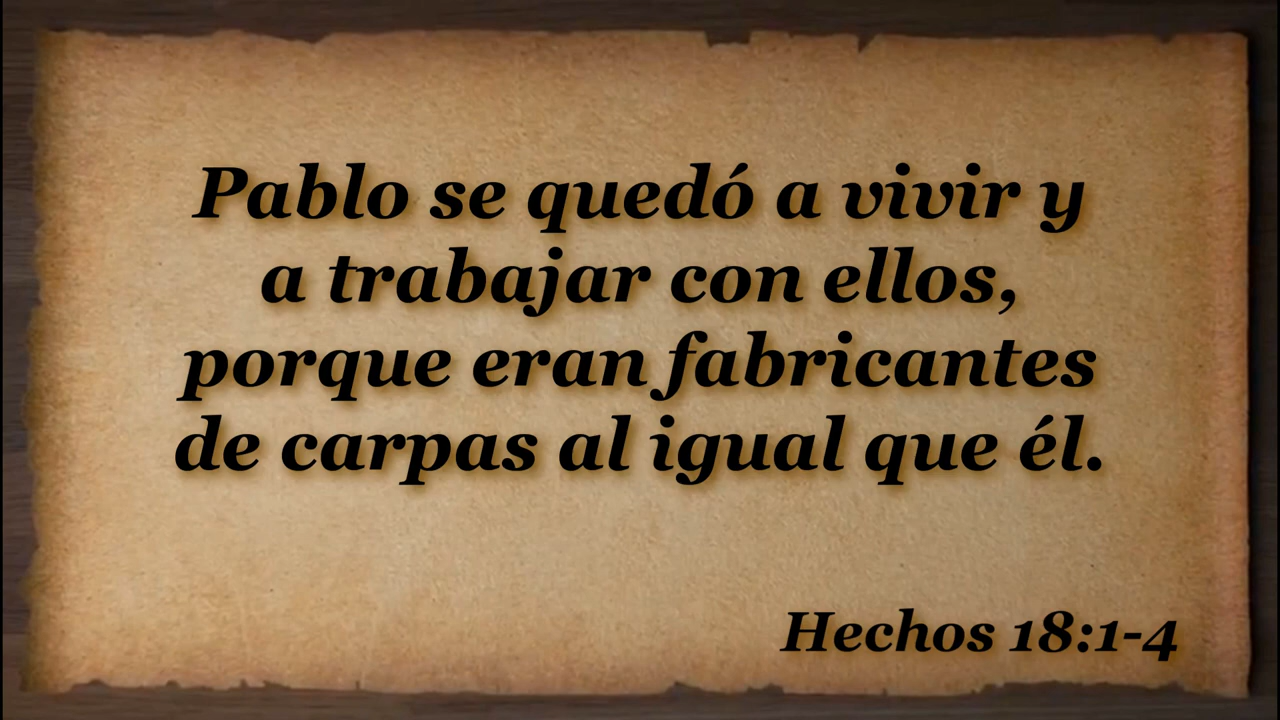 Pablo se quedó a vivir y
a trabajar con ellos,
porque eran fabricantes
de carpas al igual que él.
Hechos 18:1-4